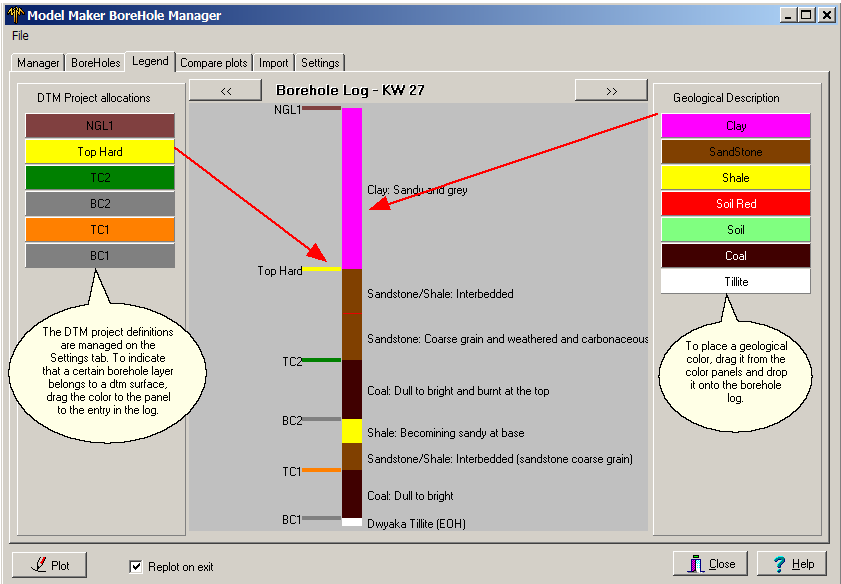 Model Maker BoreHole Manager
File
Manager BoreHoles Legend Compare plots Import Settings
DTM Project allocations
NGL1
Top Hard
TC2
BC2
TC1
BC1
The DTM project definitions
are managed on the
Settings tab. To indicate
that a certain borehole layer
belongs to a dtm surface,
drag the color to the panel
to the entry in the log.
<< Borehole Log - KW 27 >>
NGL1
Clay: Sandy and grey
Top Hard
Sandstone/Shale: Interbedded
Sandstone: Coarse grain and weathered and carbonaceous
TC2
Coal: Dull to bright and burnt at the top
BC2
Shale: Becomining sandy at base
Sandstone/Shale: Interbedded (sandstone coarse grain)
TC1
Coal: Dull to bright
BC1
Dwyaka Tillite (EOH)
Geological Description
Clay
SandStone
Shale
Soil Red
Soil
Coal
Tillite
To place a geological
color, drag it from the
color panels and drop
it onto the borehole
log.
Plot Replot on exit Close Help